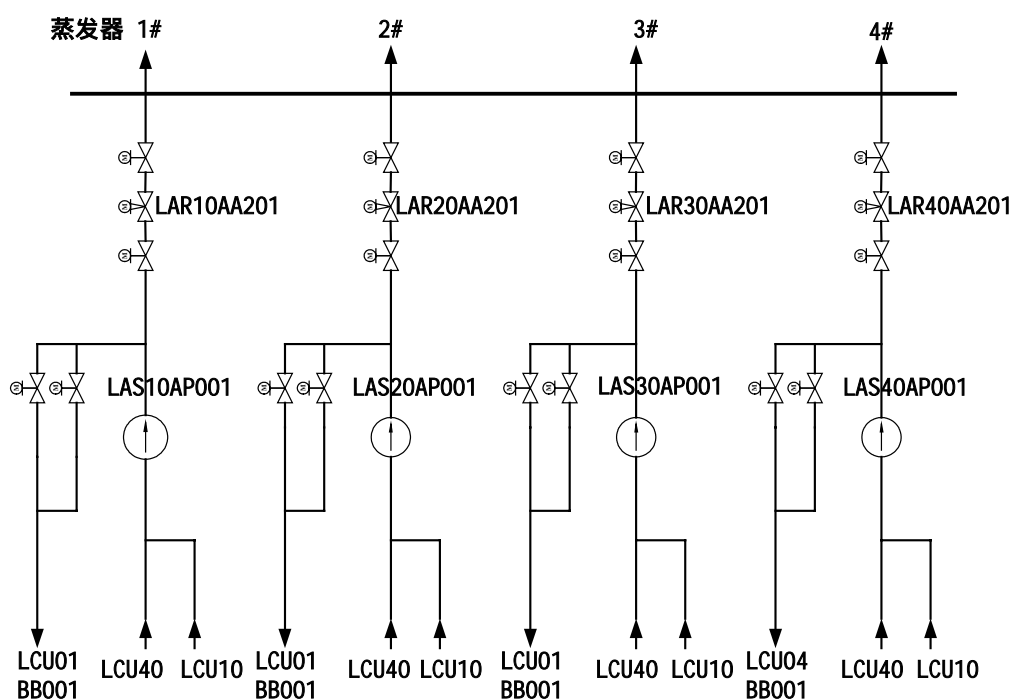 蒸发器 1# 2# 3# 4#
LAR10AA201 LAR20AA201 LAR30AA201 LAR40AA201
LAS10AP001 LAS20AP001 LAS30AP001 LAS40AP001
LCU01 LCU40 LCU10 LCU01 LCU40 LCU10 LCU01 LCU40 LCU10 LCU04 LCU40 LCU10
BB001 BB001 BB001 BB001